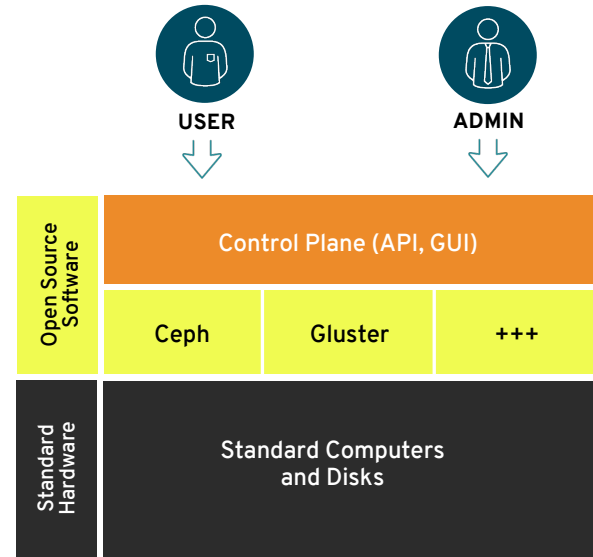 USER
ADMIN
Open Source
Software
Control Plane (API, GUI)
Ceph
Gluster
+++
Standard
Hardware
Standard Computers
and Disks